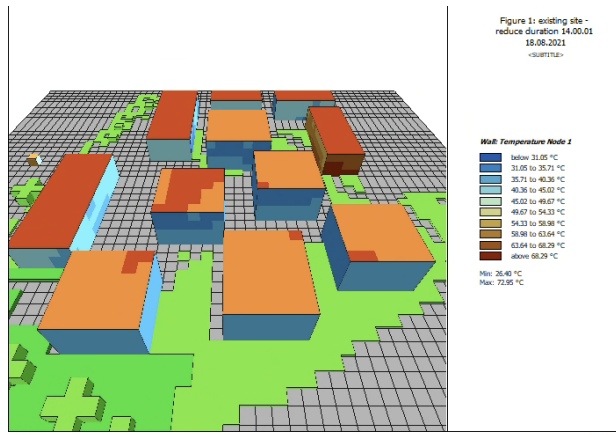 Figure 1: existing site -
reduce duration 14.00.01
18.08.2021
<SUBTITLE>
Wall: Temperature Node 1
below 31.05 °C
31.05 to 35.71 °C
35.71 to 40.36 °C
40.36 to 45.02 °C
45.02 to 49.67 °C
49.67 to 54.33 °C
54.33 to 58.98 °C
58.98 to 63.64 °C
63.64 to 68.29 °C
above 68.29 °C
Min: 26.40 °C
Max: 72.95 °C